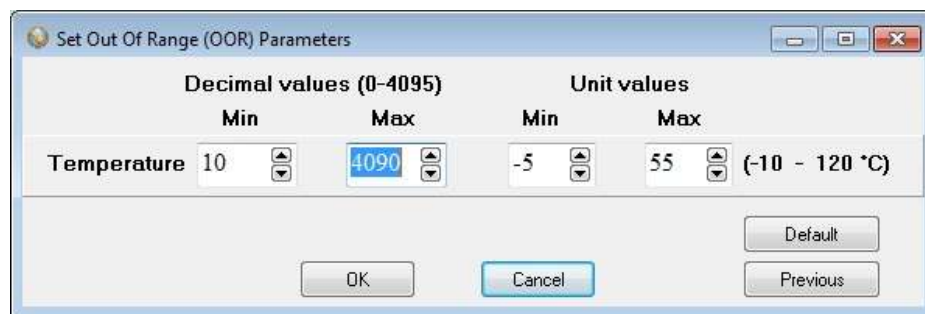 Set Out Of Range (OOR) Parameters
Decimal values (0-4095) Unit values
Min Max Min Max
Temperature 10 4090 -5 55 (-10 - 120 °C)
Default
OK Cancel Previous